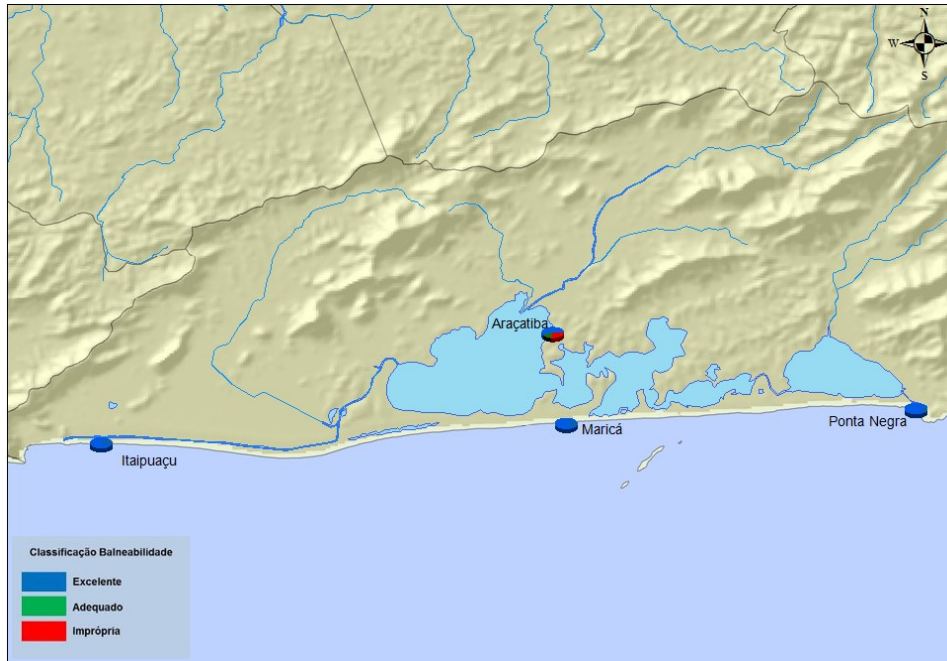 N
W
S
Araçatiba
Maricá
Ponta Negra
Itaipuaçu
Classificação Balneabilidade
Excelente
Adequado
Imprópria